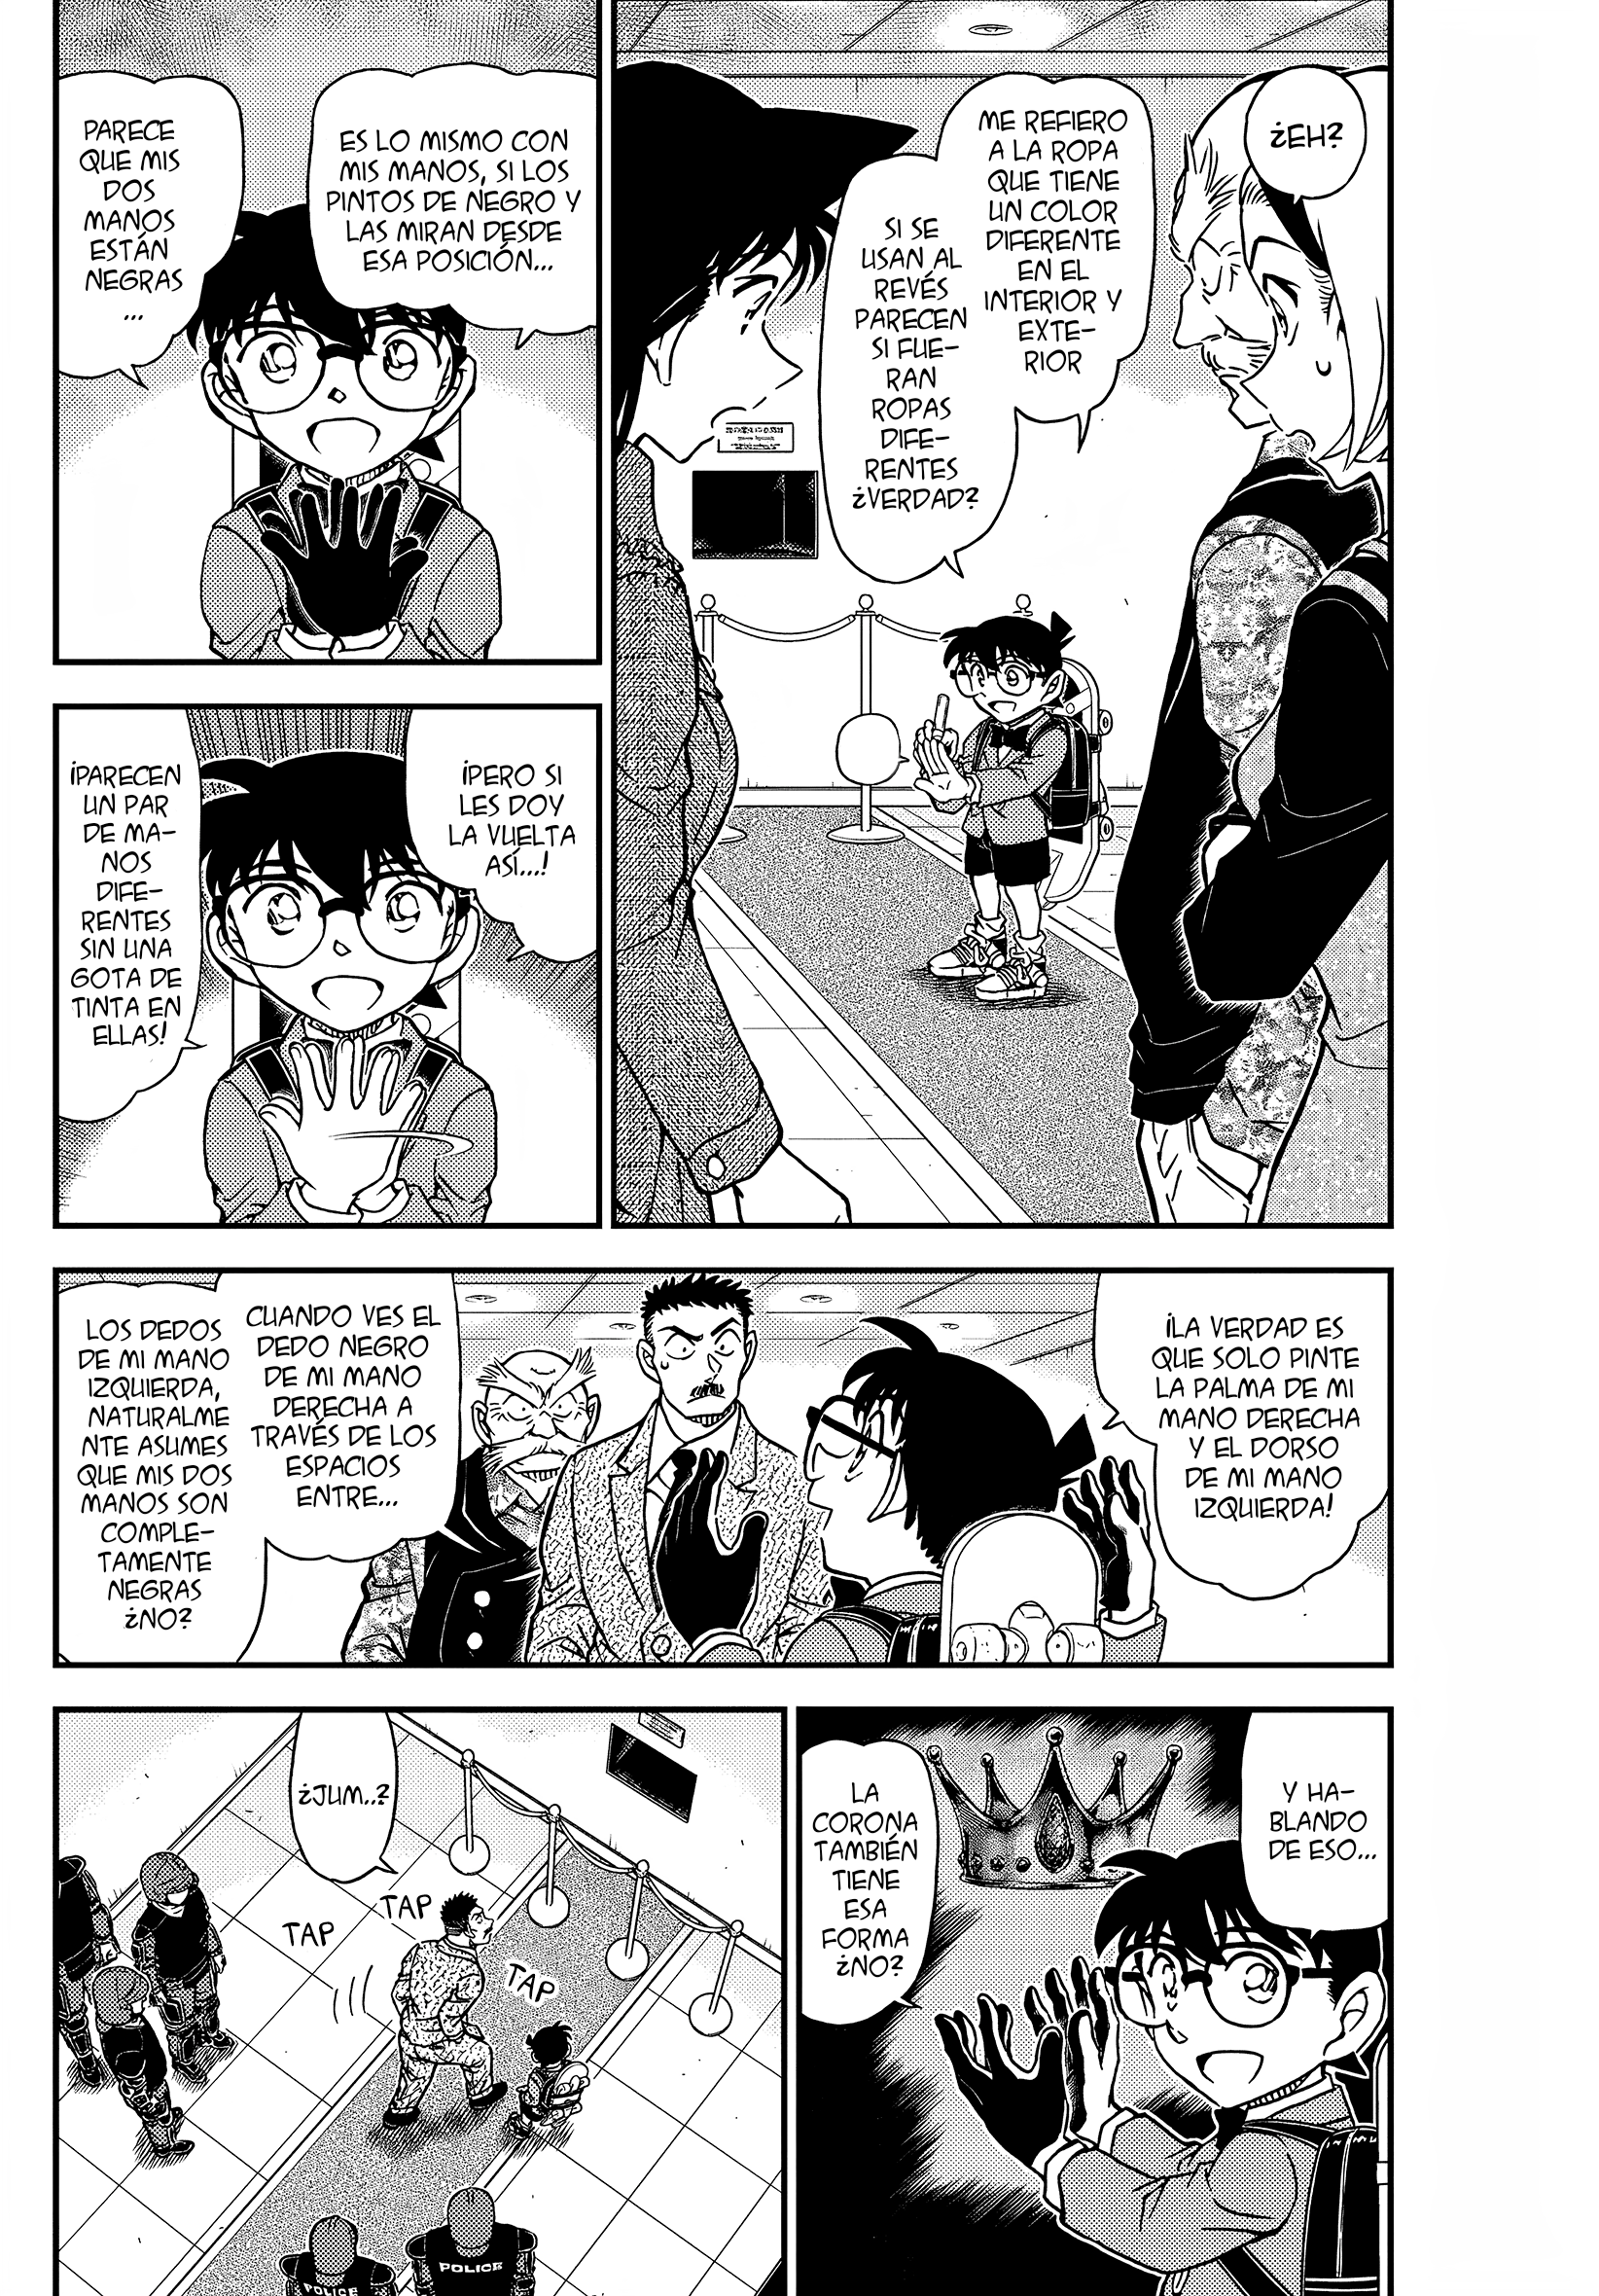 ¿EH?
ME REFIERO
A LA ROPA
QUE TIENE
UN COLOR
DIFERENTE
EN EL
INTERIOR Y
EXTE-
RIOR
SI SE
USAN AL
REVÉS
PARECEN
SI FUE-
RAN
ROPAS
DIFE-
RENTES
¿VERDAD?
ES LO MISMO CON
MIS MANOS, SI LOS
PINTOS DE NEGRO Y
LAS MIRAN DESDE
ESA POSICIÓN...
PARECE
QUE MIS
DOS
MANOS
ESTÁN
NEGRAS
...
¡PERO SI
LES DOY
LA VUELTA
ASÍ...!
¡PARECEN
UN PAR
DE MA-
NOS
DIFE-
RENTES
SIN UNA
GOTA DE
TINTA EN
ELLAS!
¡LA VERDAD ES
QUE SOLO PINTE
LA PALMA DE MI
MANO DERECHA
Y EL DORSO
DE MI MANO
IZQUIERDA!
CUANDO VES EL
DEDO NEGRO
DE MI MANO
DERECHA A
TRAVÉS DE LOS
ESPACIOS
ENTRE...
LOS DEDOS
DE MI MANO
IZQUIERDA,
NATURALME
NTE ASUMES
QUE MIS DOS
MANOS SON
COMPLE-
TAMENTE
NEGRAS
¿NO?
Y HA-
BLANDO
DE ESO...
LA
CORONA
TAMBIÉN
TIENE
ESA
FORMA
¿NO?
¿JUM..?
TAP
TAP
TAP
POLICE
POLICE